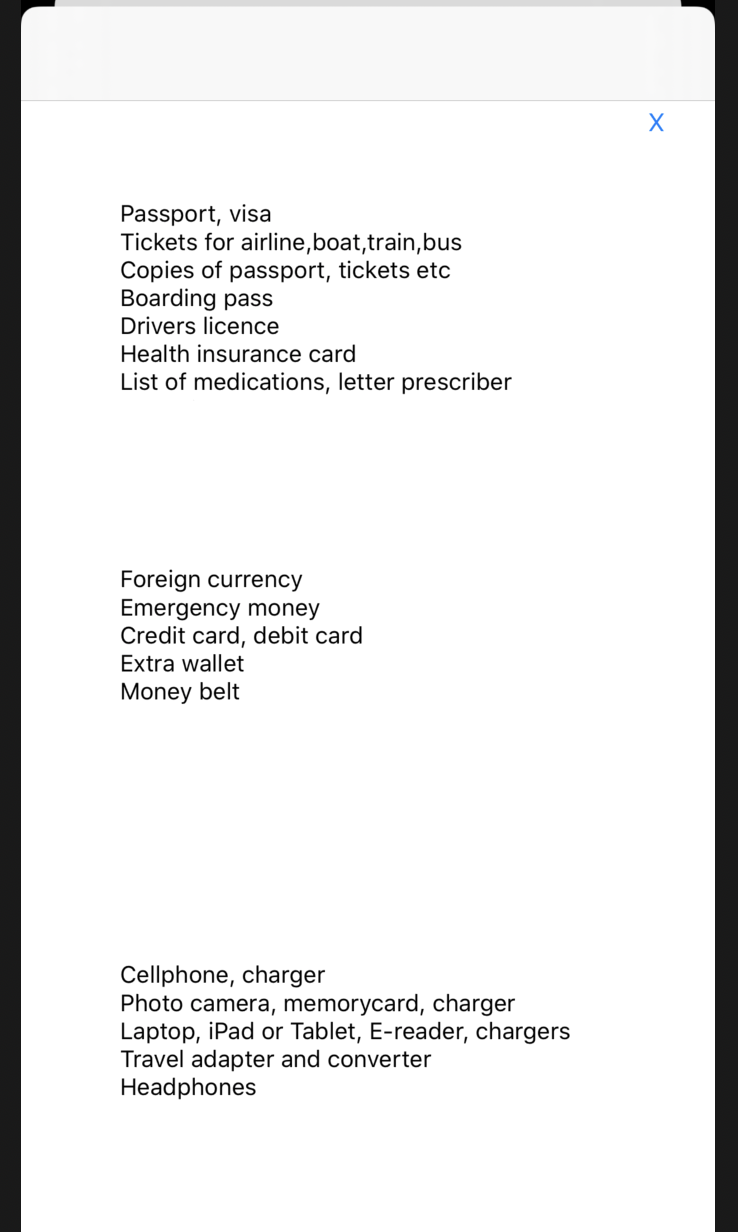 X
Passport, visa
Tickets for airline,boat,train,bus
Copies of passport, tickets etc
Boarding pass
Drivers licence
Health insurance card
List of medications, letter prescriber
Foreign currency
Emergency money
Credit card, debit card
Extra wallet
Money belt
Cellphone, charger
Photo camera, memorycard, charger
Laptop, iPad or Tablet, E-reader, chargers
Travel adapter and converter
Headphones